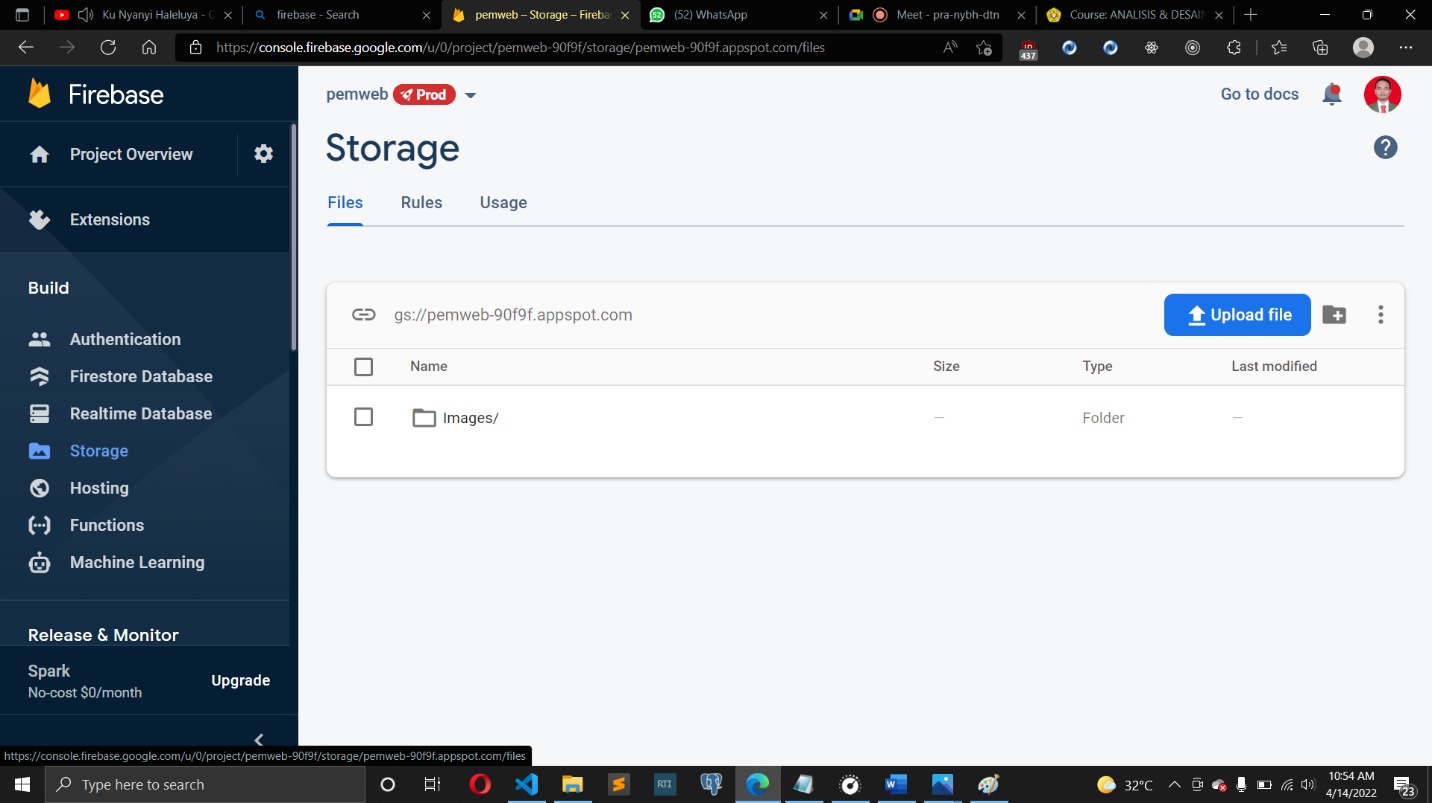 Ku Nyanyi Haleluya - C
firebase - Search
pemweb – Storage – Fireba
(52) WhatsApp
Meet - pra-nybh-dtn
Course: ANALISIS & DESAIN
https://console.firebase.google.com/u/0/project/pemweb-90f9f/storage/pemweb-90f9f.appspot.com/files
437
Firebase
Project Overview
Extensions
Build
Authentication
Firestore Database
Realtime Database
Storage
Hosting
Functions
Machine Learning
Release & Monitor
Spark
No-cost $0/month
Upgrade
pemweb Prod
Go to docs
Storage
Files Rules Usage
gs://pemweb-90f9f.appspot.com
Upload file
Name Size Type Last modified
Images/ — Folder —
https://console.firebase.google.com/u/0/project/pemweb-90f9f/storage/pemweb-90f9f.appspot.com/files
Type here to search
RTI
32°C
10:54 AM
4/14/2022
23